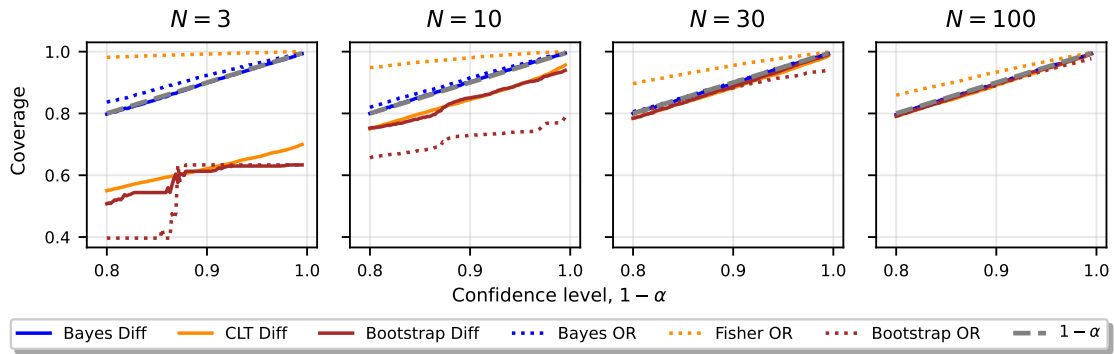 N = 3
N = 10
N = 30
N = 100
Coverage
1.0
0.8
0.6
0.4
0.8 0.9 1.0
0.8 0.9 1.0
0.8 0.9 1.0
0.8 0.9 1.0
Confidence level, 1 − α
Bayes Diff CLT Diff Bootstrap Diff Bayes OR Fisher OR Bootstrap OR 1 − α